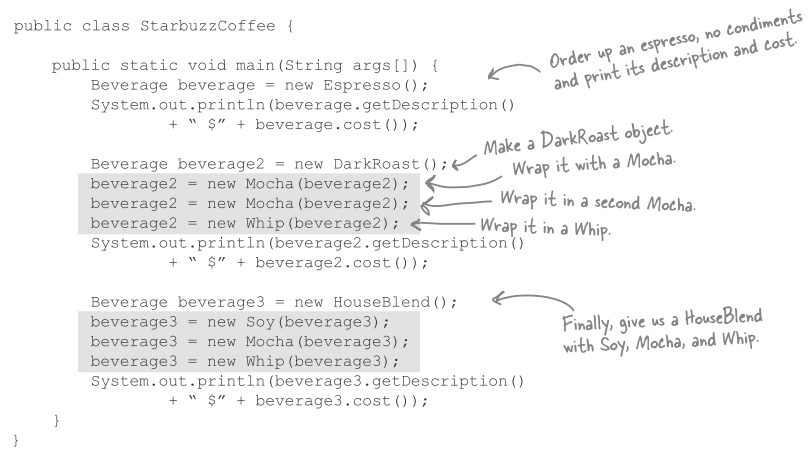 public class StarbuzzCoffee {
public static void main(String args[]) {
Order up an espresso, no condiments
and print its description and cost.
Beverage beverage = new Espresso();
System.out.println(beverage.getDescription()
+ “ $” + beverage.cost());
Beverage beverage2 = new DarkRoast();
Make a DarkRoast object.
beverage2 = new Mocha(beverage2);
Wrap it with a Mocha.
beverage2 = new Mocha(beverage2);
Wrap it in a second Mocha.
beverage2 = new Whip(beverage2);
Wrap it in a Whip.
System.out.println(beverage2.getDescription()
+ “ $” + beverage2.cost());
Beverage beverage3 = new HouseBlend();
Finally, give us a HouseBlend
with Soy, Mocha, and Whip.
beverage3 = new Soy(beverage3);
beverage3 = new Mocha(beverage3);
beverage3 = new Whip(beverage3);
System.out.println(beverage3.getDescription()
+ “ $” + beverage3.cost());
}
}